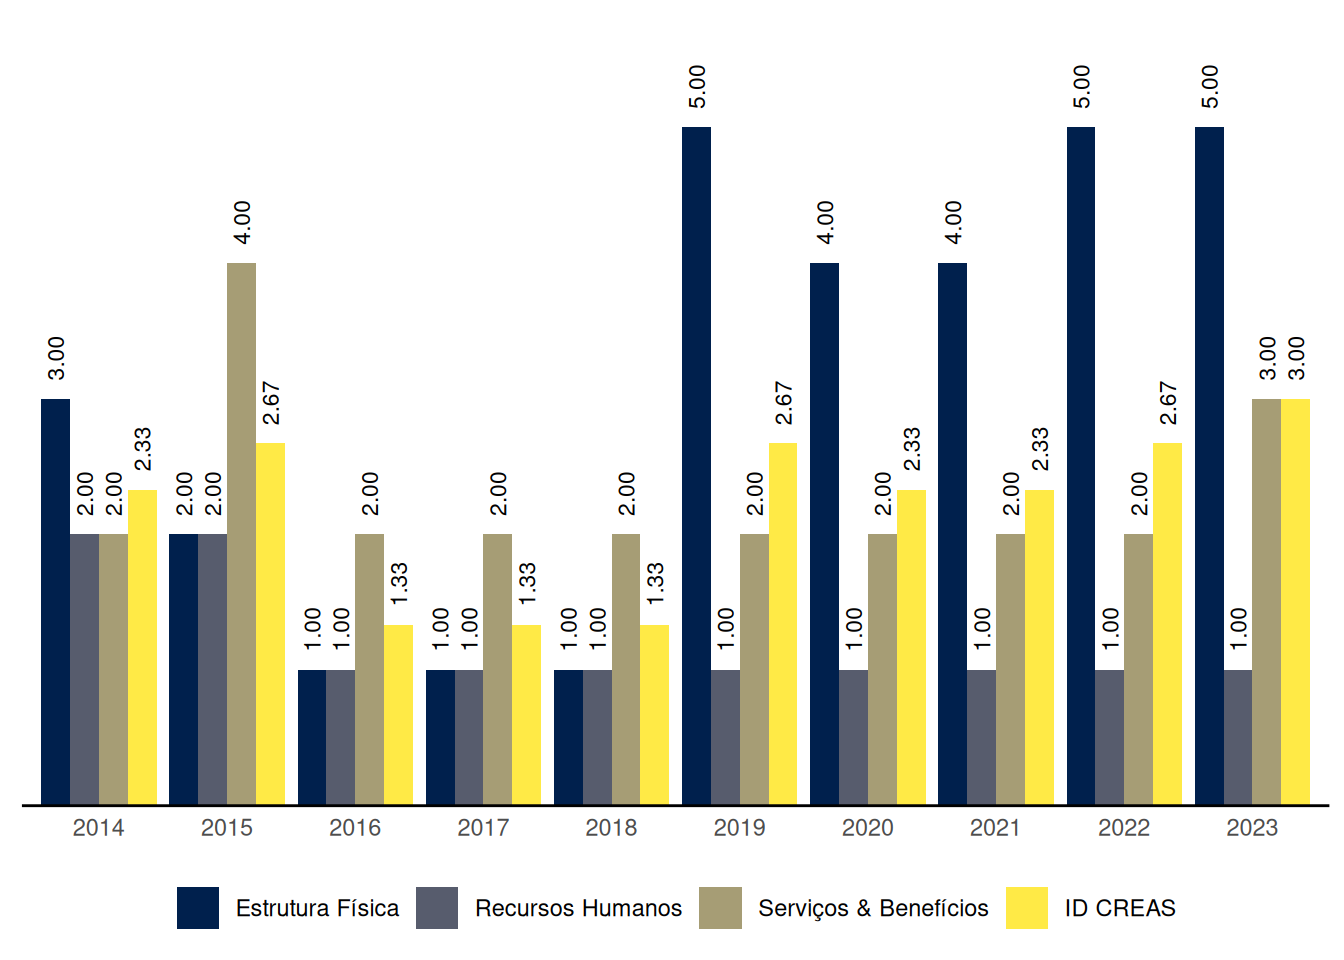 3.00 2.00 2.00 2.33 2.00 2.00 4.00 2.67 1.00 1.00 2.00 1.33 1.00 1.00 2.00 1.33 1.00 1.00 2.00 1.33 5.00 1.00 2.00 2.67 4.00 1.00 2.00 2.33 4.00 1.00 2.00 2.33 5.00 1.00 2.00 2.67 5.00 1.00 3.00 3.00
2014 2015 2016 2017 2018 2019 2020 2021 2022 2023
Estrutura Física Recursos Humanos Serviços & Benefícios ID CREAS